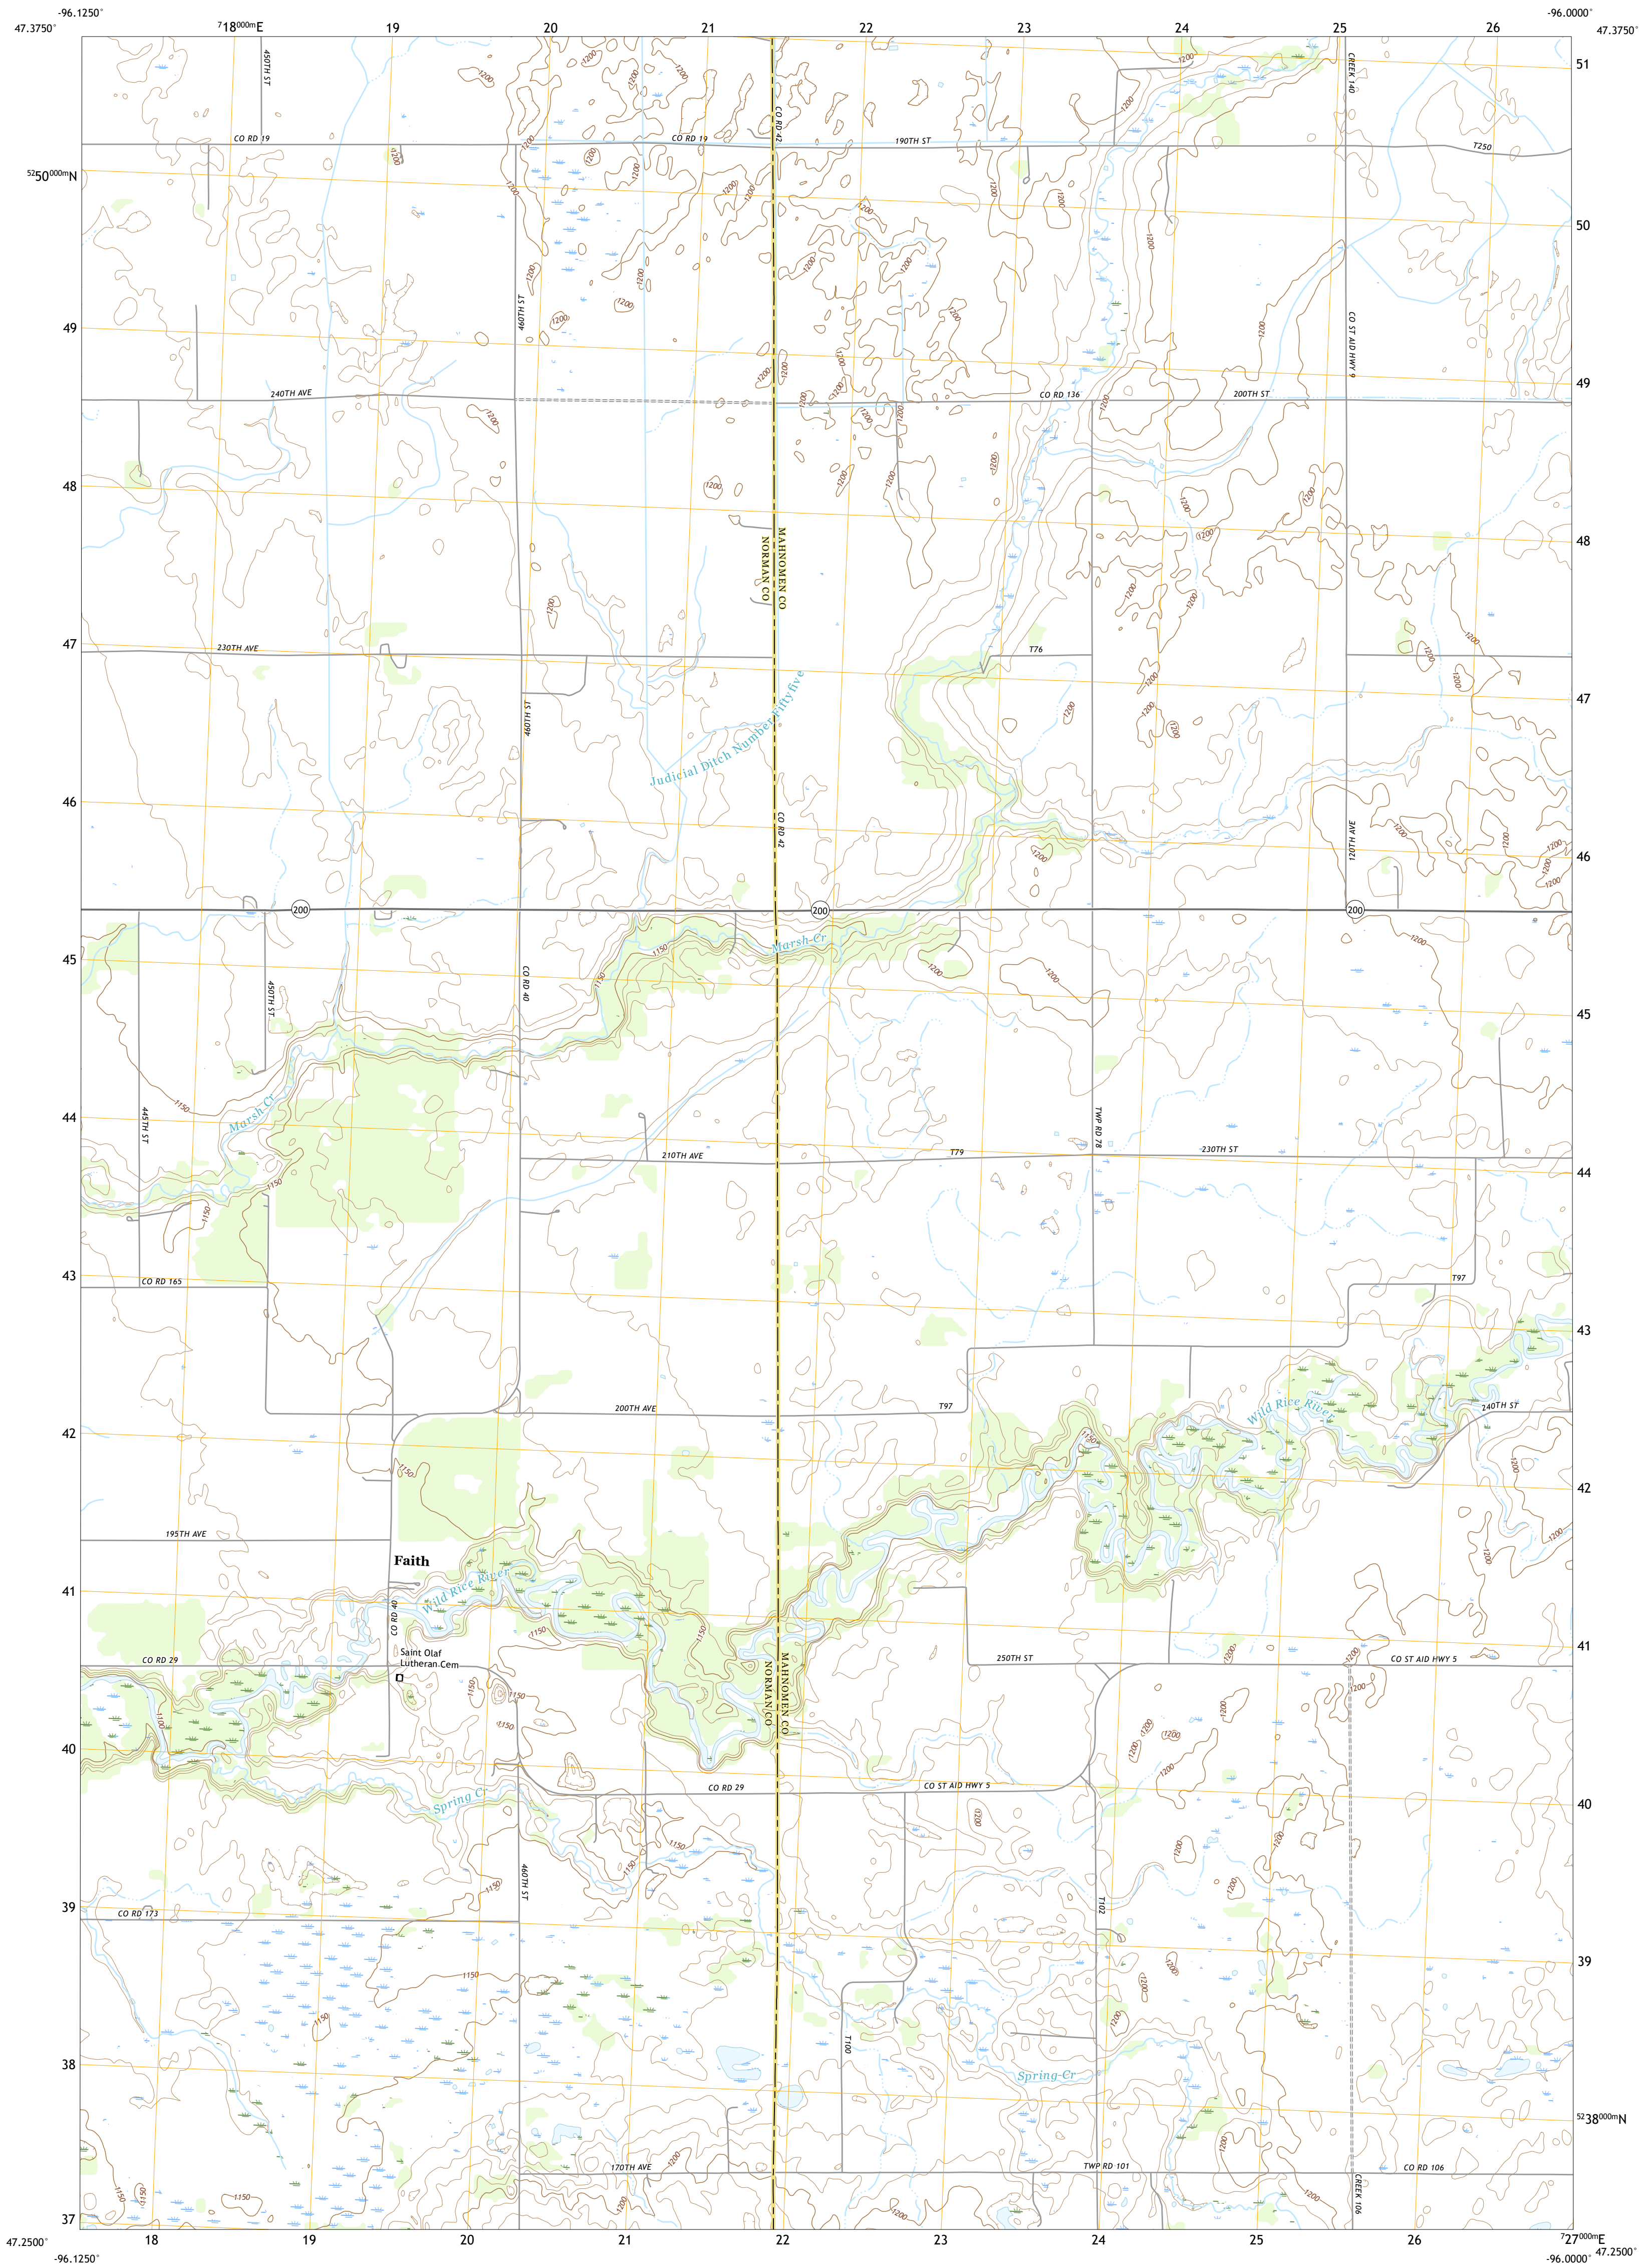 -96.1250°
-96.0000°
47.3750°
718000mE
19
20
21
22
23
24
25
26
47.3750°
450TH ST
CO RD 42
CREEK 140
51
CO RD 19
CO RD 19
190TH ST
T250
5250000mN
50
460TH ST
CO ST AID HWY 9
49
49
240TH AVE
CO RD 136
200TH ST
48
48
MAHNOMEN CO
NORMAN CO
47
230TH AVE
T76
47
460TH ST
Judicial Ditch Number Fiftyfive
46
CO RD 42
120TH AVE
46
200
200
200
Marsh Cr
45
CO RD 40
450TH ST
45
Marsh Cr
44
445TH ST
TWP RD 78
210TH AVE
T79
230TH ST
44
1150
1150
43
CO RD 165
T97
43
200TH AVE
T97
Wild Rice River
240TH ST
42
42
195TH AVE
Faith
Wild Rice River
41
CO RD 40
41
CO RD 29
Saint Olaf
Lutheran Cem
250TH ST
CO ST AID HWY 5
MAHNOMEN CO
NORMAN CO
1100
40
CO RD 29
CO ST AID HWY 5
Spring Cr
40
460TH ST
39
CO RD 173
T102
39
T100
38
Spring Cr
5238000mN
170TH AVE
TWP RD 101
CO RD 106
CREEK 106
37
47.2500°
18
19
20
21
22
23
24
25
26
727000mE
47.2500°
-96.1250°
-96.0000°